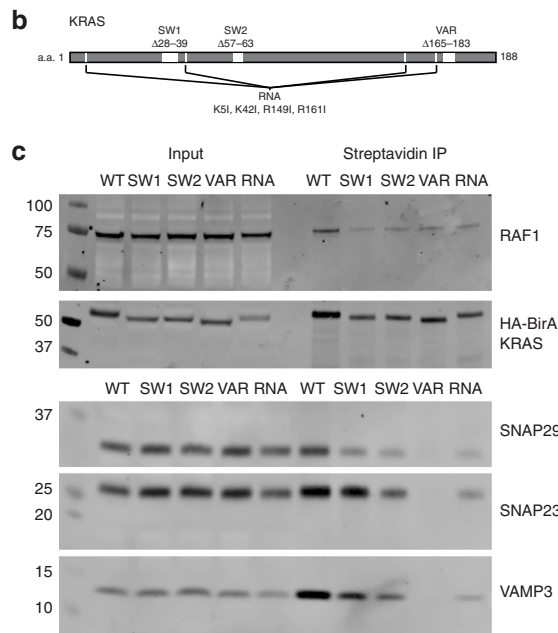 b
KRAS
SW1 SW2 VAR
Δ28–39 Δ57–63 Δ165–183
a.a. 1 188
RNA
K5I, K42I, R149I, R161I
c
Input Streptavidin IP
WT SW1 SW2 VAR RNA WT SW1 SW2 VAR RNA
100
75
50
RAF1
50
37
HA-BirA
KRAS
WT SW1 SW2 VAR RNA WT SW1 SW2 VAR RNA
37
SNAP29
25
20
SNAP23
15
10
VAMP3